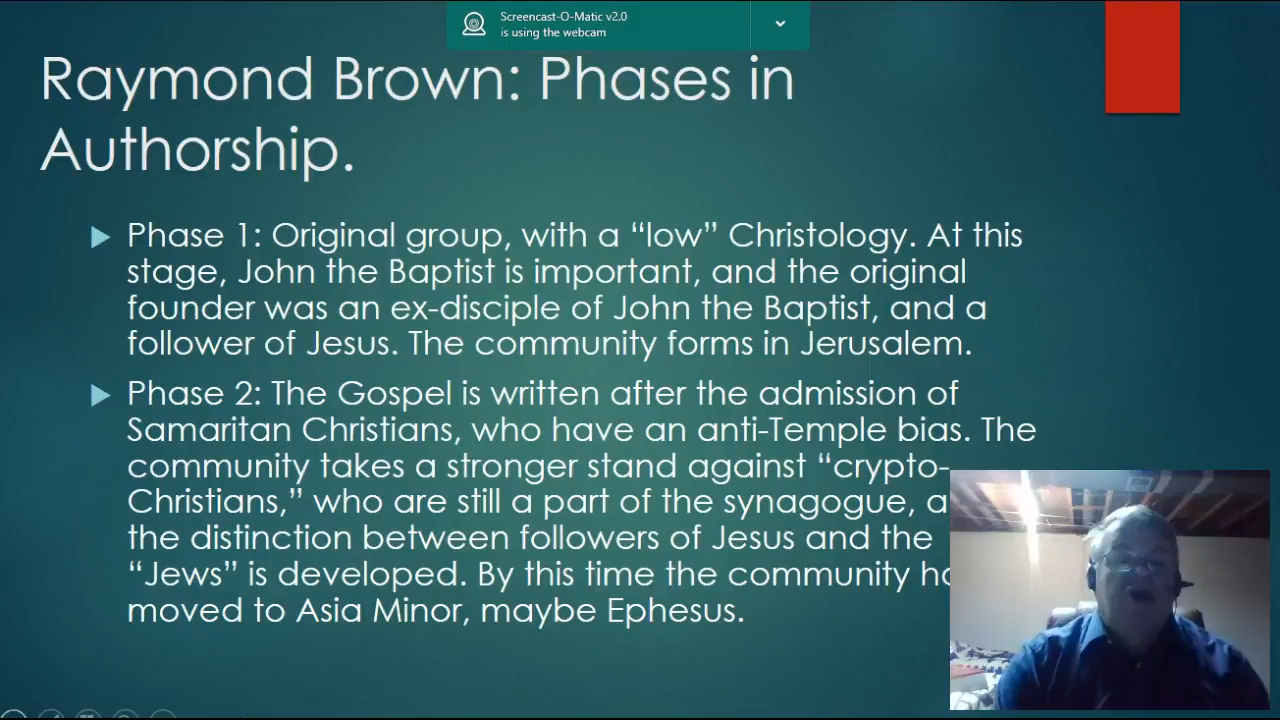 Screencast-O-Matic v2.0
is using the webcam
Raymond Brown: Phases in
Authorship.
Phase 1: Original group, with a “low” Christology. At this
stage, John the Baptist is important, and the original
founder was an ex-disciple of John the Baptist, and a
follower of Jesus. The community forms in Jerusalem.
Phase 2: The Gospel is written after the admission of
Samaritan Christians, who have an anti-Temple bias. The
community takes a stronger stand against “crypto-
Christians,” who are still a part of the synagogue,
the distinction between followers of Jesus and the
“Jews” is developed. By this time the community
moved to Asia Minor, maybe Ephesus.